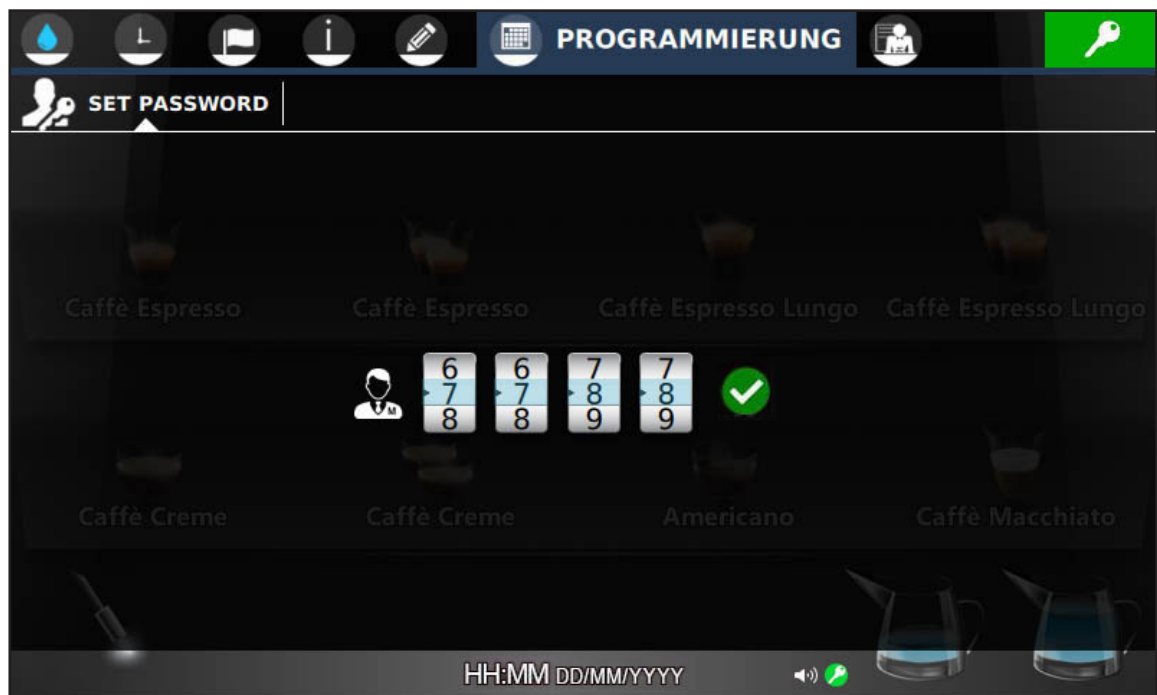 PROGRAMMIERUNG
SET PASSWORD
Caffè Espresso Caffè Espresso Caffè Espresso Lungo Caffè Espresso Lungo
6 6 7 7
7 7 8 8
8 8 9 9
M
Caffè Creme Caffè Creme Americano Caffè Macchiato
HH:MM DD/MM/YYYY